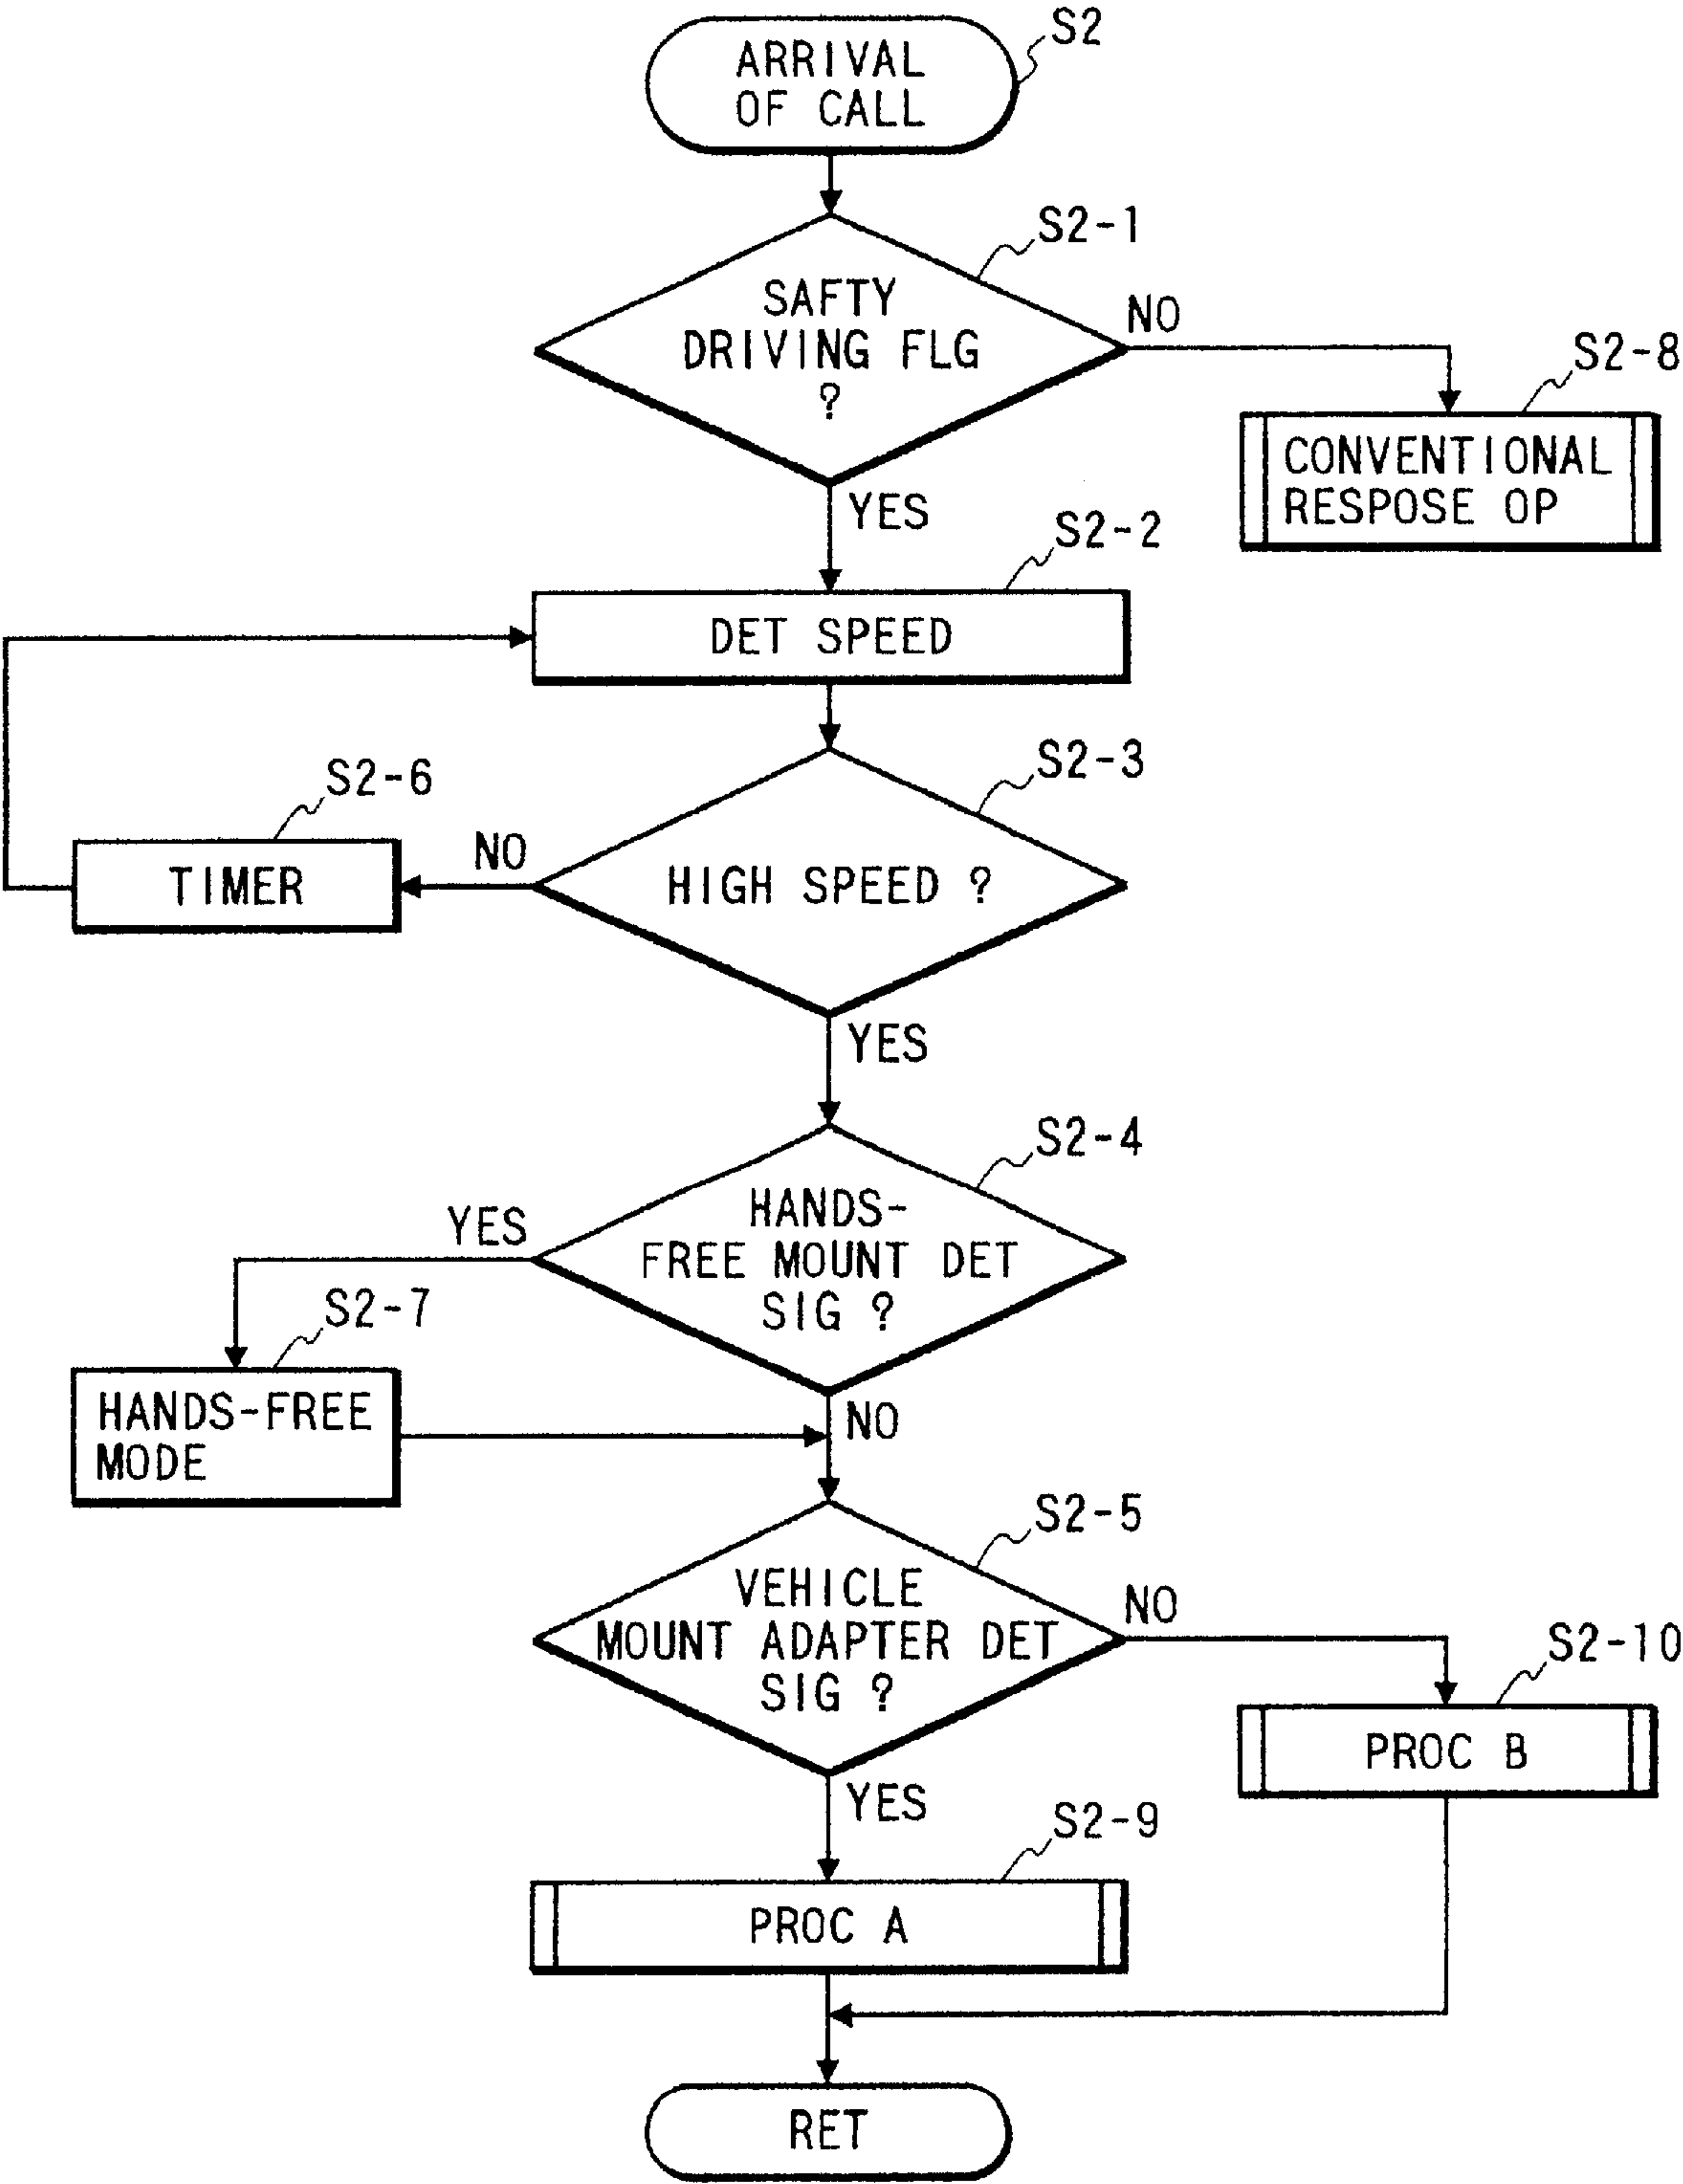 ARRIVAL
OF CALL
S2
S2-1
SAFTY
DRIVING FLG
?
NO
S2-8
CONVENTIONAL
RESPOSE OP
YES
S2-2
DET SPEED
S2-3
S2-6
HIGH SPEED ?
NO
TIMER
YES
S2-4
HANDS-
FREE MOUNT DET
SIG ?
YES
S2-7
HANDS-FREE
MODE
NO
S2-5
VEHICLE
MOUNT ADAPTER DET
SIG ?
NO
S2-10
PROC B
YES
S2-9
PROC A
RET